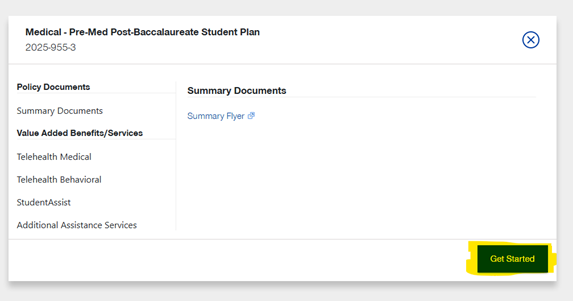 Medical - Pre-Med Post-Baccalaureate Student Plan
2025-955-3
Policy Documents
Summary Documents
Value Added Benefits/Services
Telehealth Medical
Telehealth Behavioral
StudentAssist
Additional Assistance Services
Summary Documents
Summary Flyer
Get Started